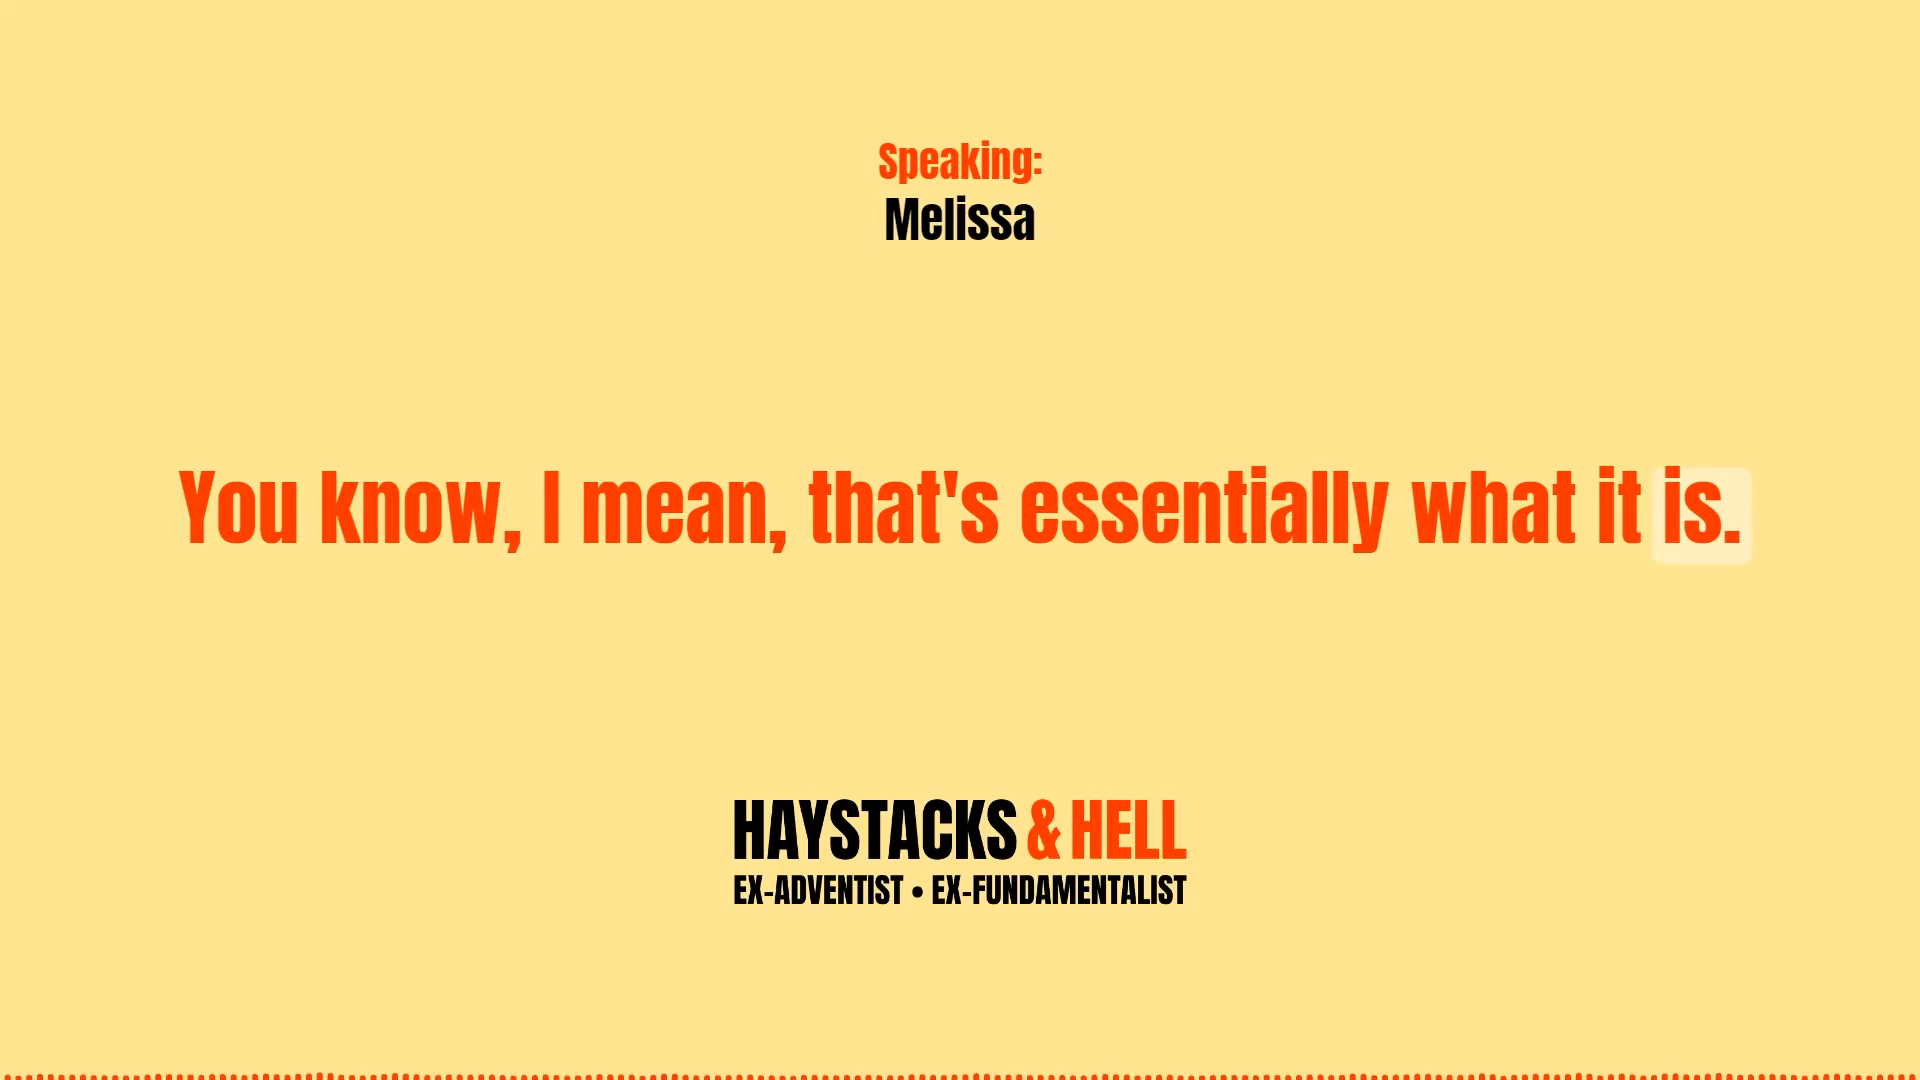 Speaking:
Melissa
You know, I mean, that's essentially what it is.
HAYSTACKS & HELL
EX-ADVENTIST • EX-FUNDAMENTALIST